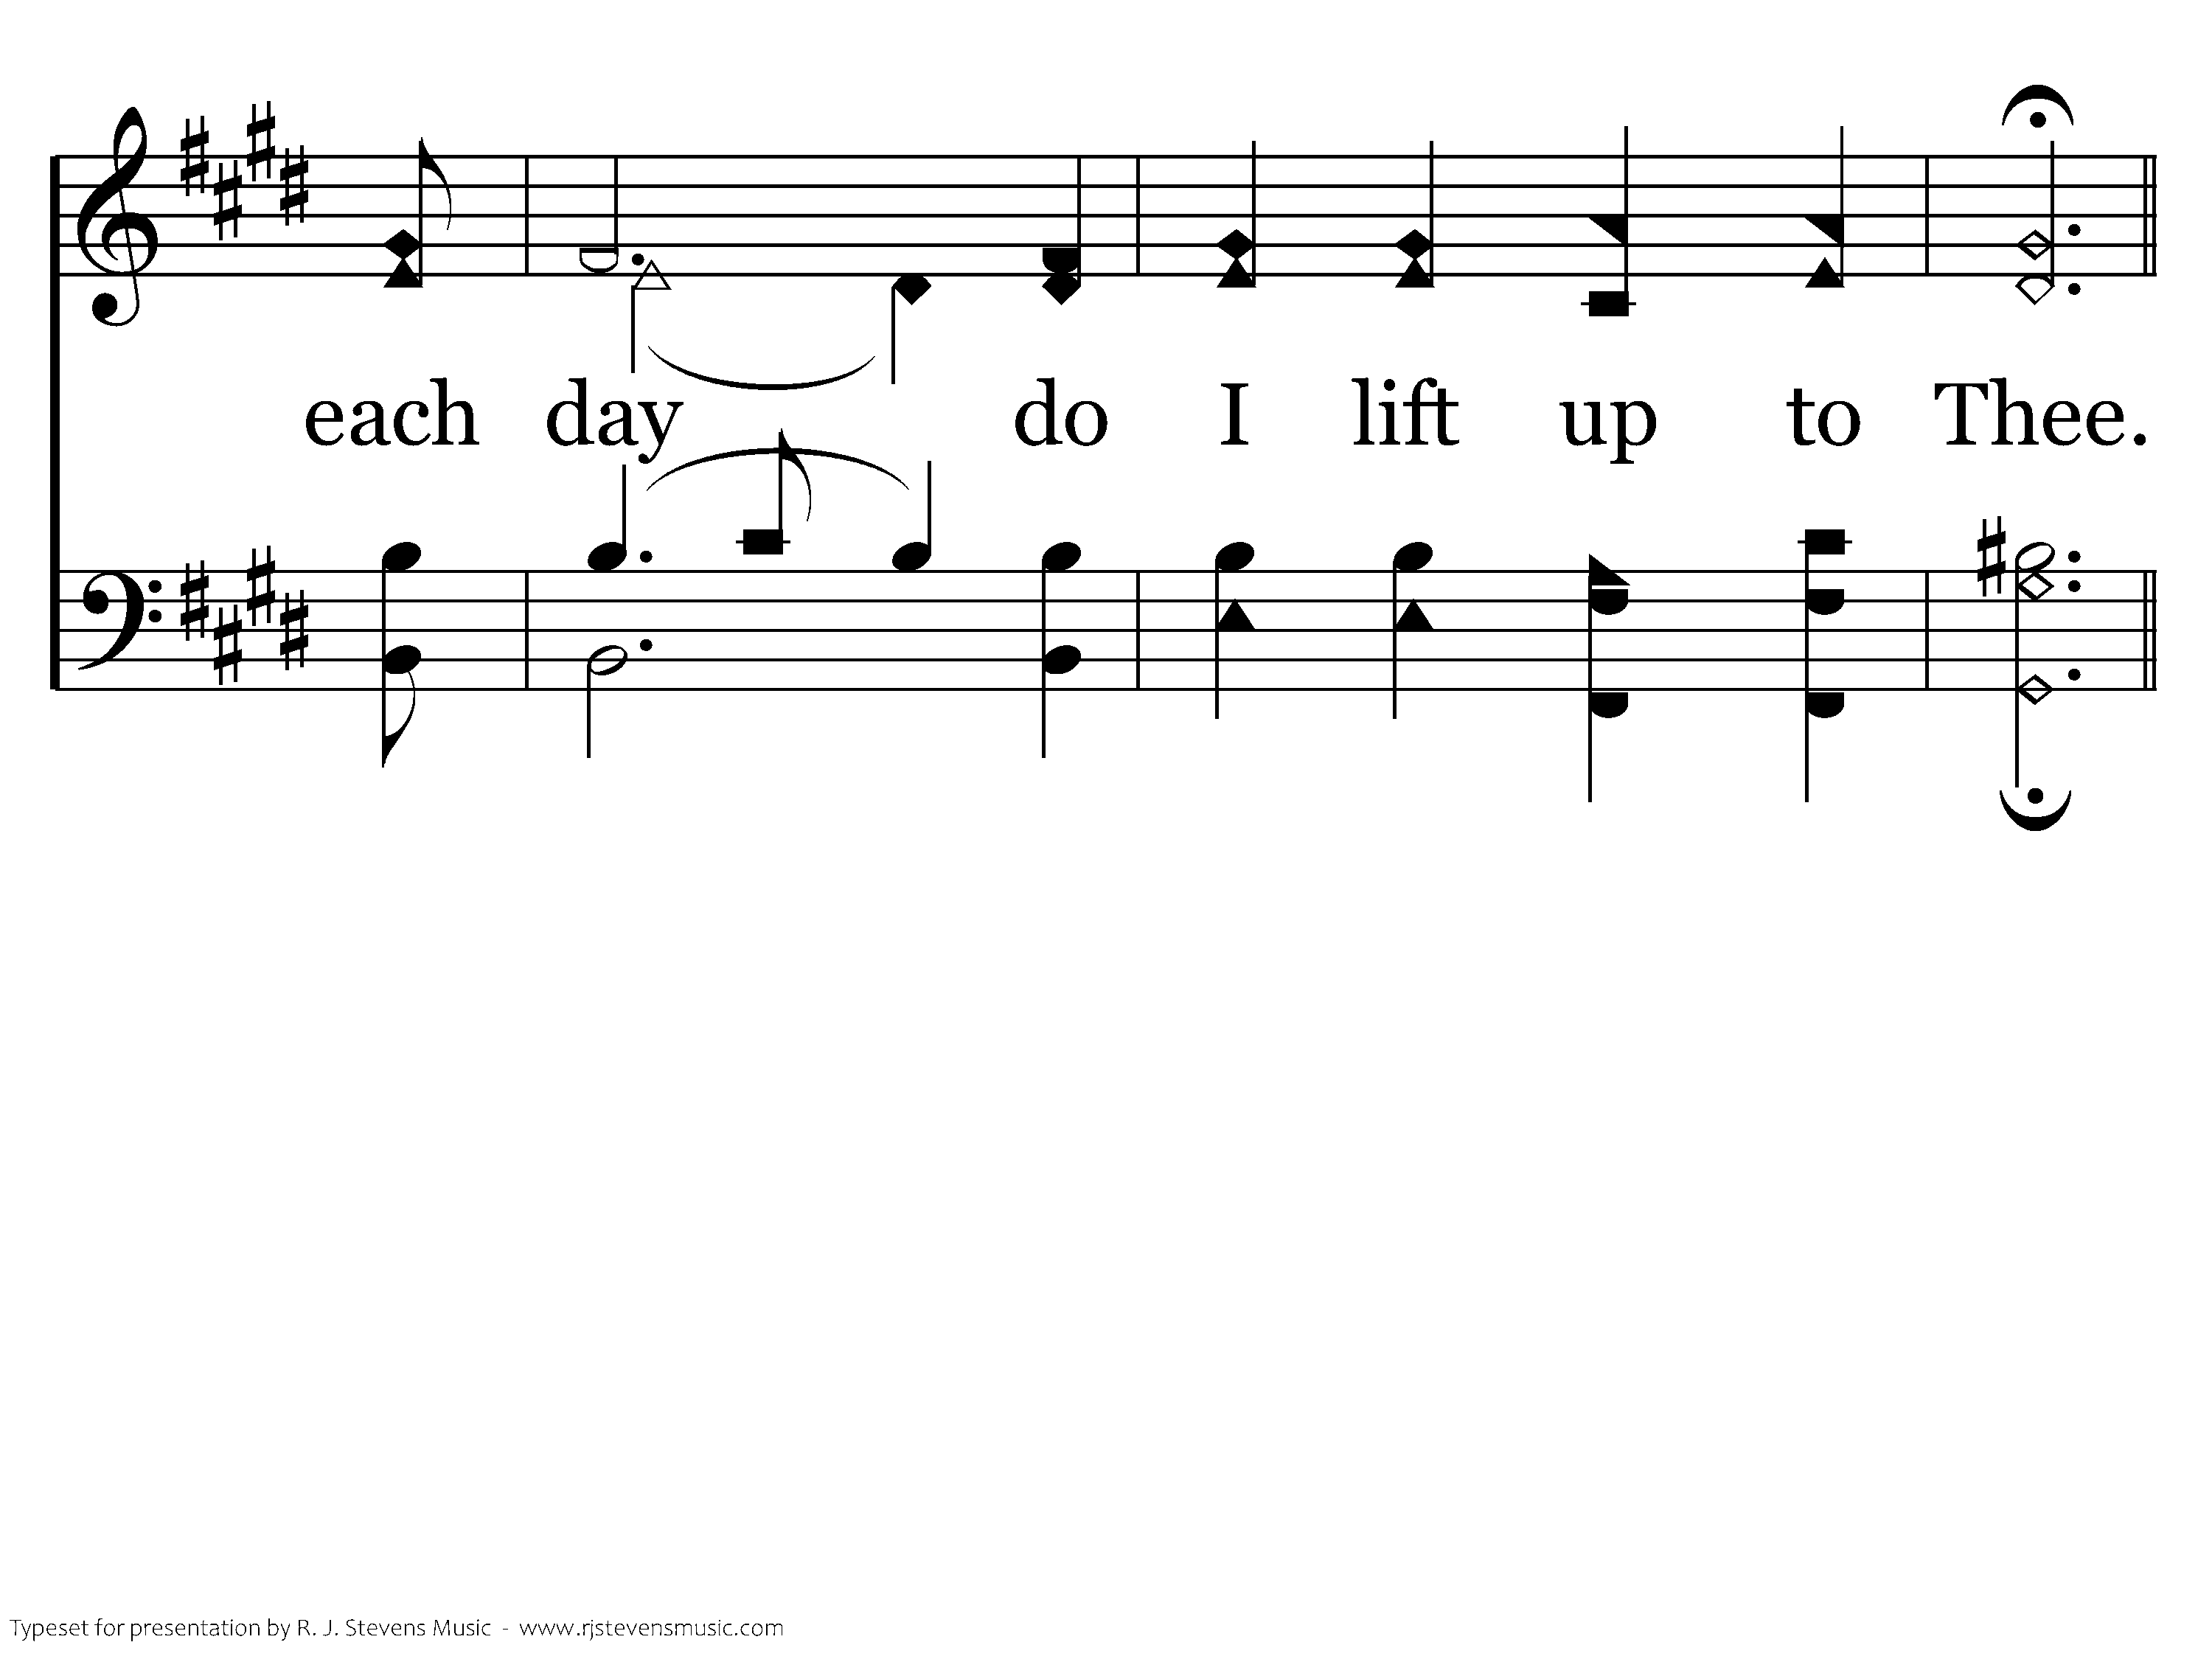 each day do I lift up to Thee.
Typeset for presentation by R. J. Stevens Music - www.rjstevensmusic.com